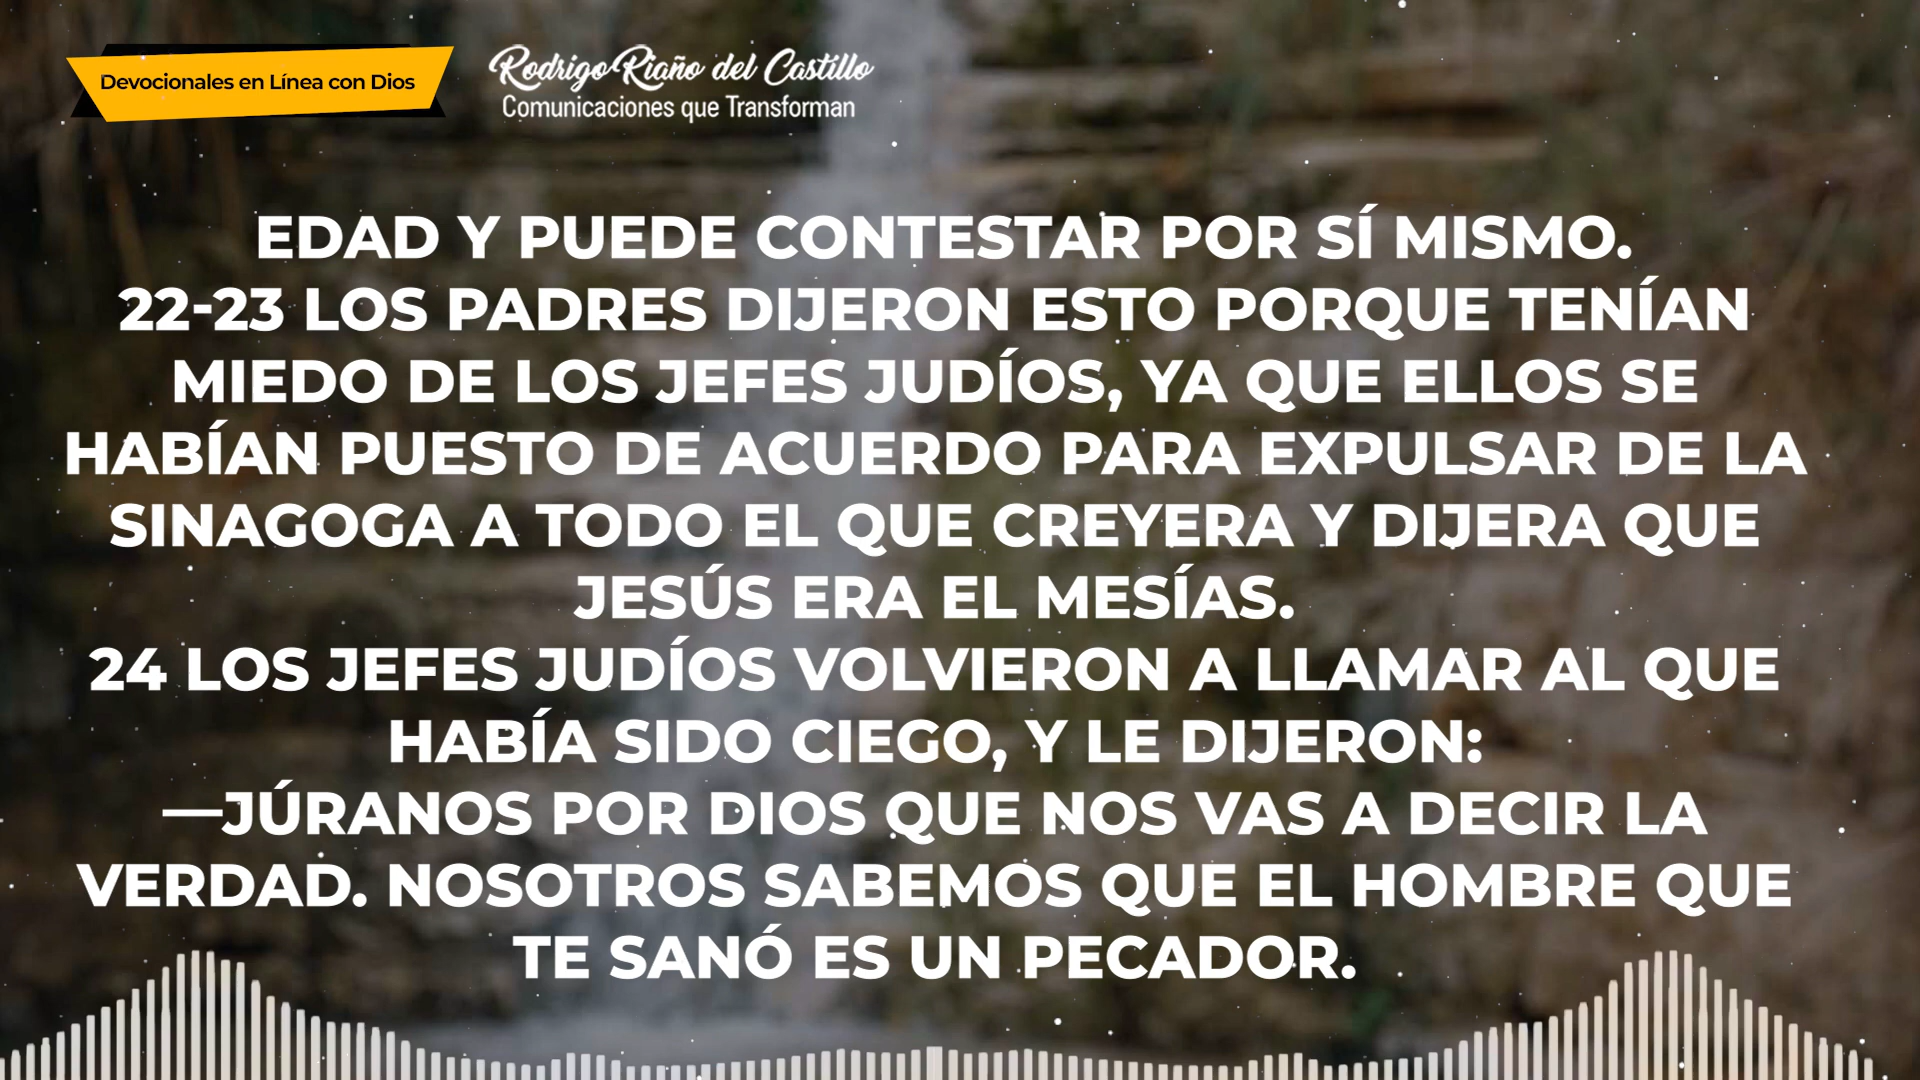 Devocionales en Línea con Dios
Rodrigo Riaño del Castillo
Comunicaciones que Transforman
EDAD Y PUEDE CONTESTAR POR SÍ MISMO.
22-23 LOS PADRES DIJERON ESTO PORQUE TENÍAN
MIEDO DE LOS JEFES JUDÍOS, YA QUE ELLOS SE
HABÍAN PUESTO DE ACUERDO PARA EXPULSAR DE LA
SINAGOGA A TODO EL QUE CREYERA Y DIJERA QUE
JESÚS ERA EL MESÍAS.
24 LOS JEFES JUDÍOS VOLVIERON A LLAMAR AL QUE
HABÍA SIDO CIEGO, Y LE DIJERON:
—JÚRANOS POR DIOS QUE NOS VAS A DECIR LA
VERDAD. NOSOTROS SABEMOS QUE EL HOMBRE QUE
TE SANÓ ES UN PECADOR.